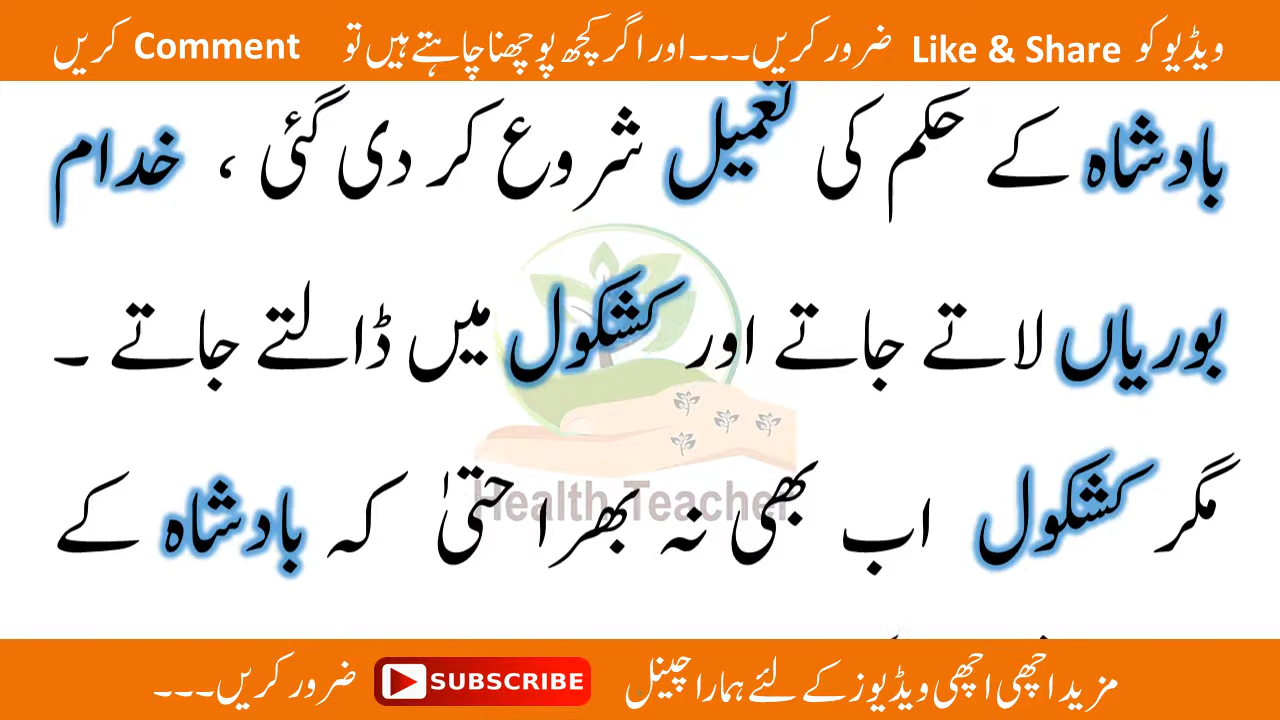 ویڈیو کو Like & Share ضرور کریں۔۔۔اور اگر کچھ پوچھنا چاہتے ہیں تو Comment کریں
بادشاہ کے حکم کی تعمیل شروع کر دی گئی ، خدام
بوریاں لاتے جاتے اور کشکول میں ڈالتے جاتے ۔
مگر کشکول اب بھی نہ بھرا حتیٰ کہ بادشاہ کے
Health Teacher
مزید اچھی اچھی ویڈیوز کے لئے ہمارا چینل SUBSCRIBE ضرور کریں۔۔۔